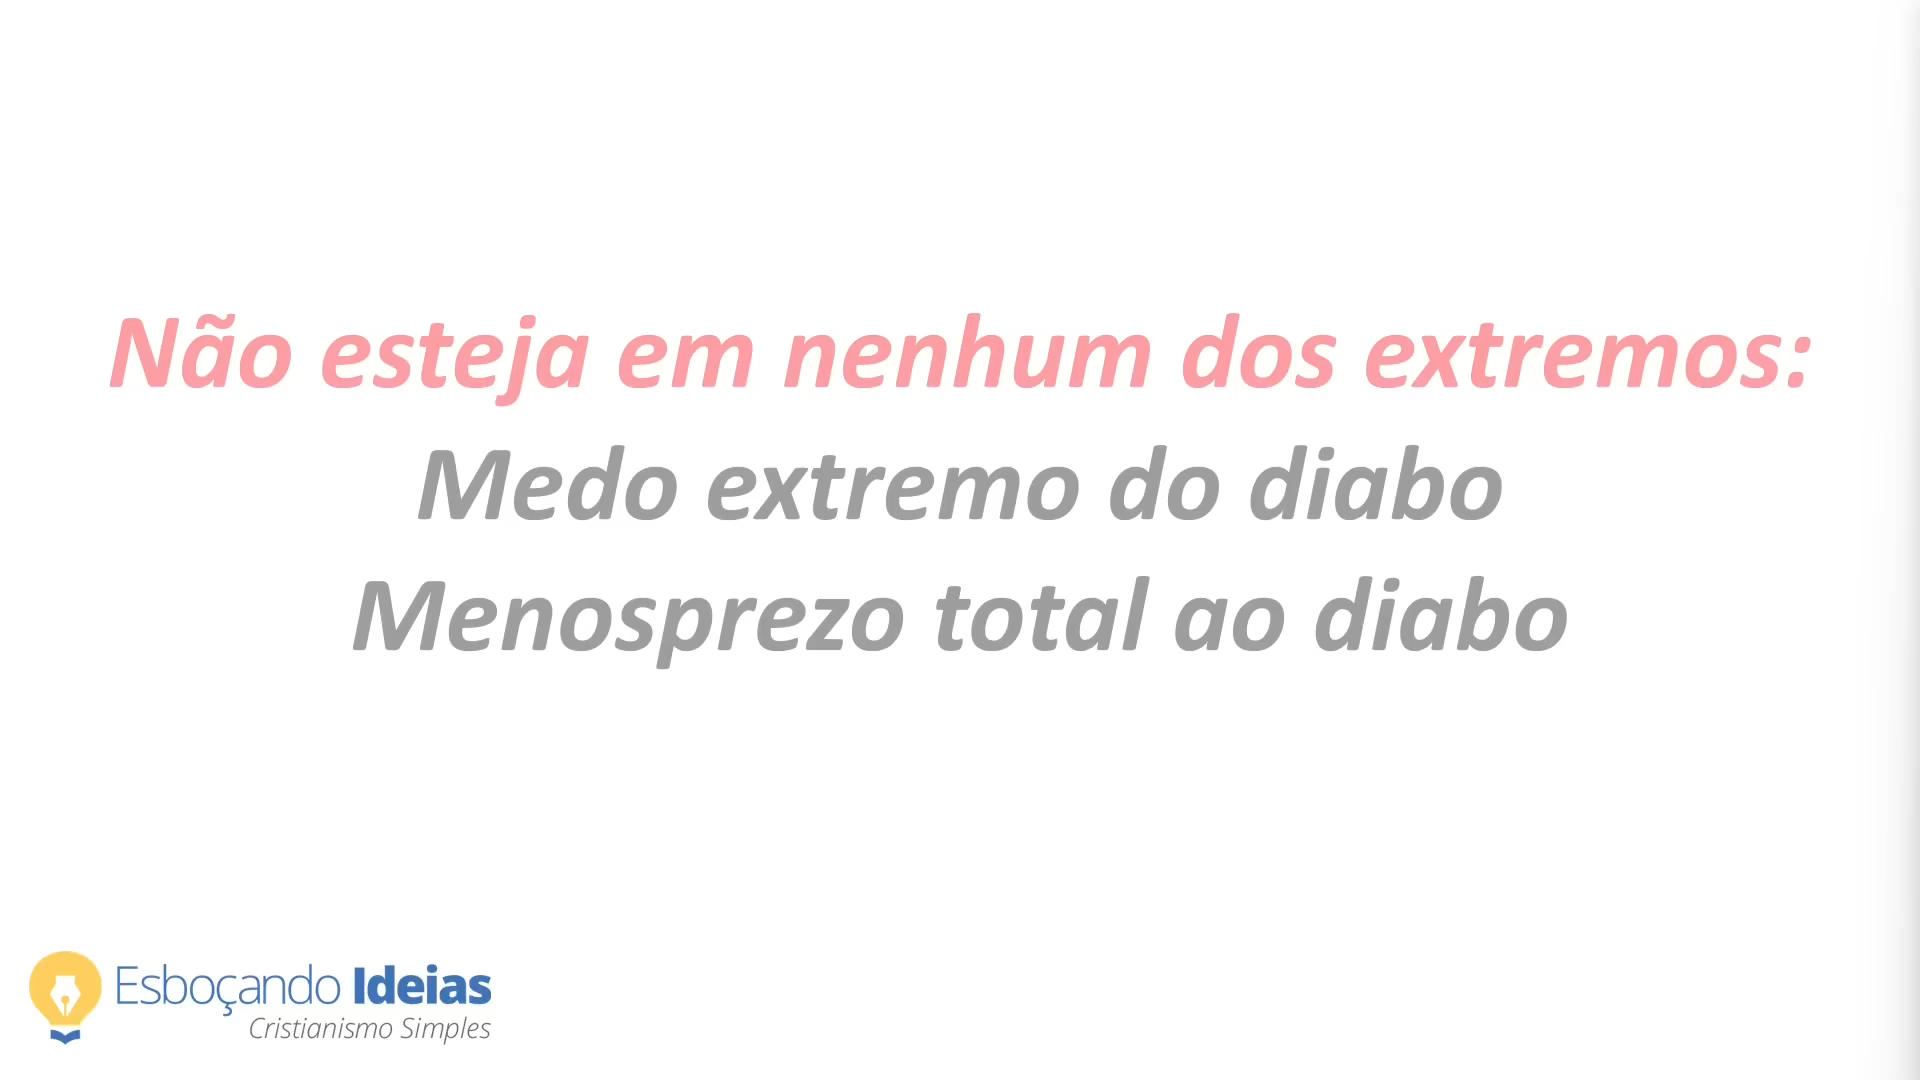 Não esteja em nenhum dos extremos:
Medo extremo do diabo
Menosprezo total ao diabo
Esboçando Ideias
Cristianismo Simples